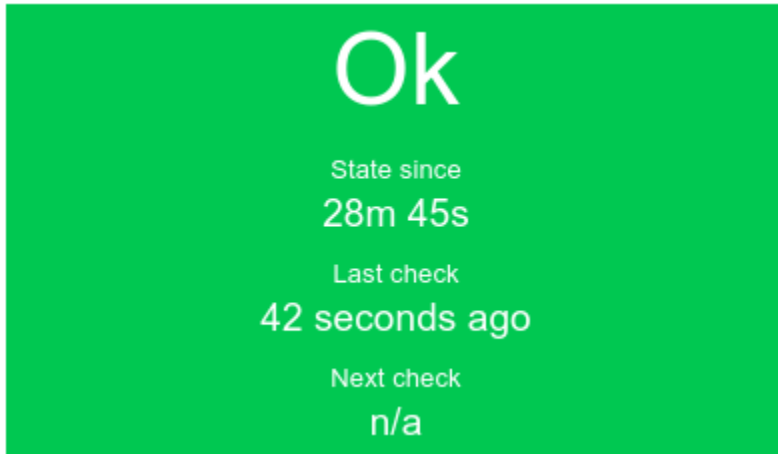 Ok
State since
28m 45s
Last check
42 seconds ago
Next check
n/a